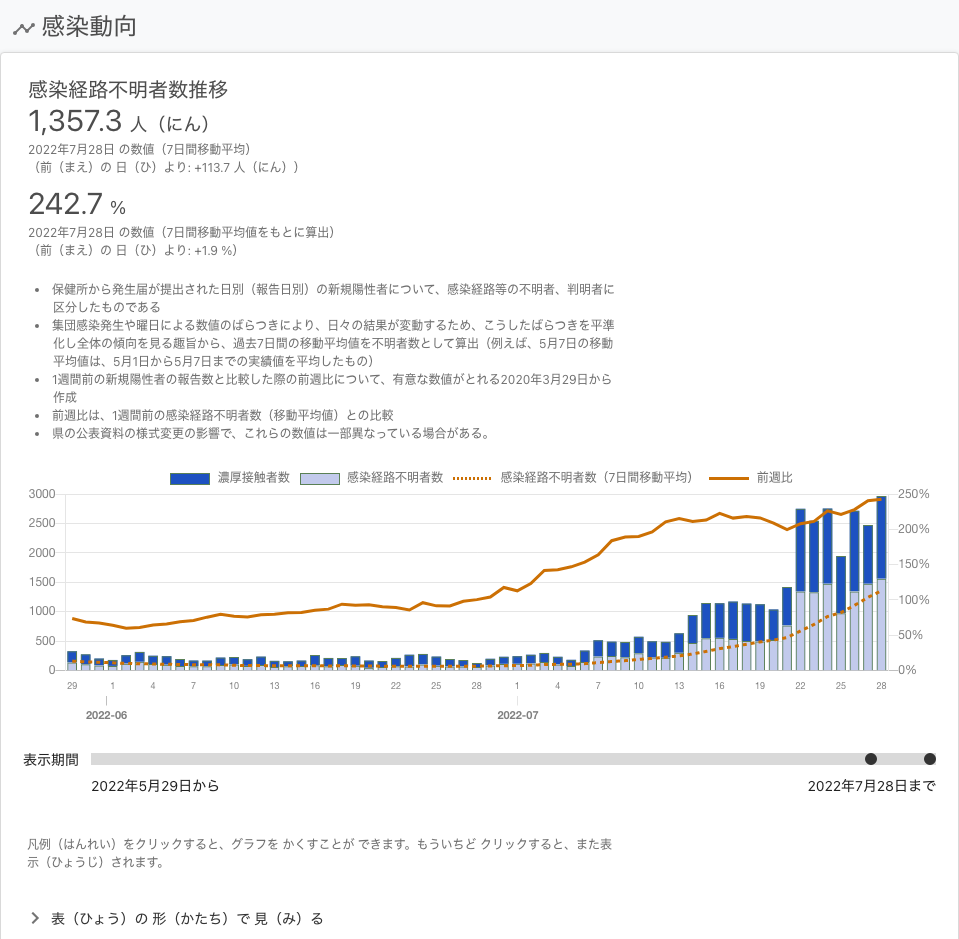 感染動向
感染経路不明者数推移
1,357.3 人（にん）
2022年7月28日 の数値（7日間移動平均）
（前（まえ）の 日（ひ）より: +113.7 人（にん））
242.7 %
2022年7月28日 の数値（7日間移動平均値をもとに算出）
（前（まえ）の 日（ひ）より: +1.9 %）
• 保健所から発生届が提出された日別（報告日別）の新規陽性者について、感染経路等の不明者、判明者に
区分したものである
• 集団感染発生や曜日による数値のばらつきにより、日々の結果が変動するため、こうしたばらつきを平準
化し全体の傾向を見る趣旨から、過去7日間の移動平均値を不明者数として算出（例えば、5月7日の移動
平均値は、5月1日から5月7日までの実績値を平均したもの）
• 1週間前の新規陽性者の報告数と比較した際の前週比について、有意な数値がとれる2020年3月29日から
作成
• 前週比は、1週間前の感染経路不明者数（移動平均値）との比較
• 県の公表資料の様式変更の影響で、これらの数値は一部異なっている場合がある。
濃厚接触者数 感染経路不明者数 感染経路不明者数（7日間移動平均） 前週比
3000 250%
2500 200%
2000 150%
1500
1000 100%
500 50%
0 0%
29 1 4 7 10 13 16 19 22 25 28 1 4 7 10 13 16 19 22 25 28
2022-06 2022-07
表示期間
2022年5月29日から 2022年7月28日まで
凡例（はんれい）をクリックすると、グラフを かくすことが できます。もういちど クリックすると、また表
示（ひょうじ）されます。
表（ひょう）の 形（かたち）で 見（み）る